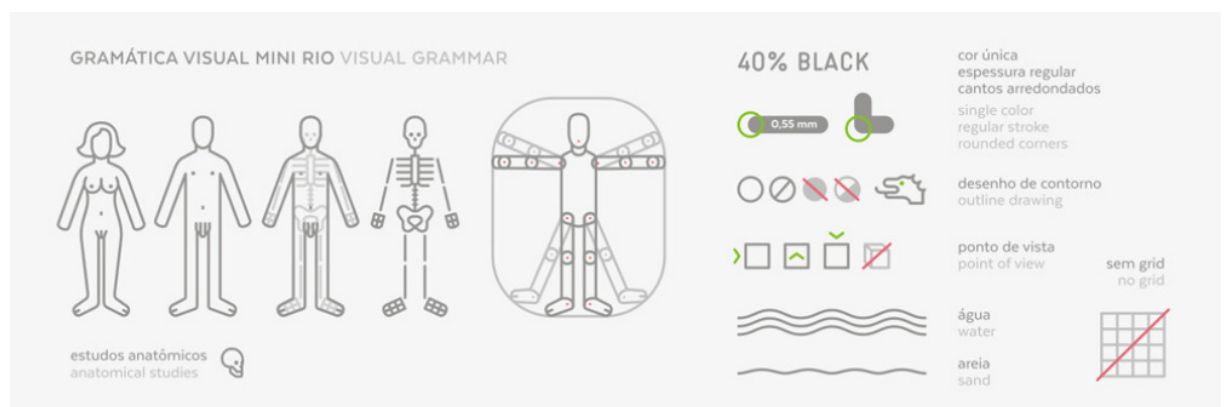 GRAMÁTICA VISUAL MINI RIO VISUAL GRAMMAR
estudos anatômicos
anatomical studies
40% BLACK
0,55 mm
cor única
espessura regular
cantos arredondados
single color
regular stroke
rounded corners
desenho de contorno
outline drawing
ponto de vista
point of view
sem grid
no grid
água
water
areia
sand